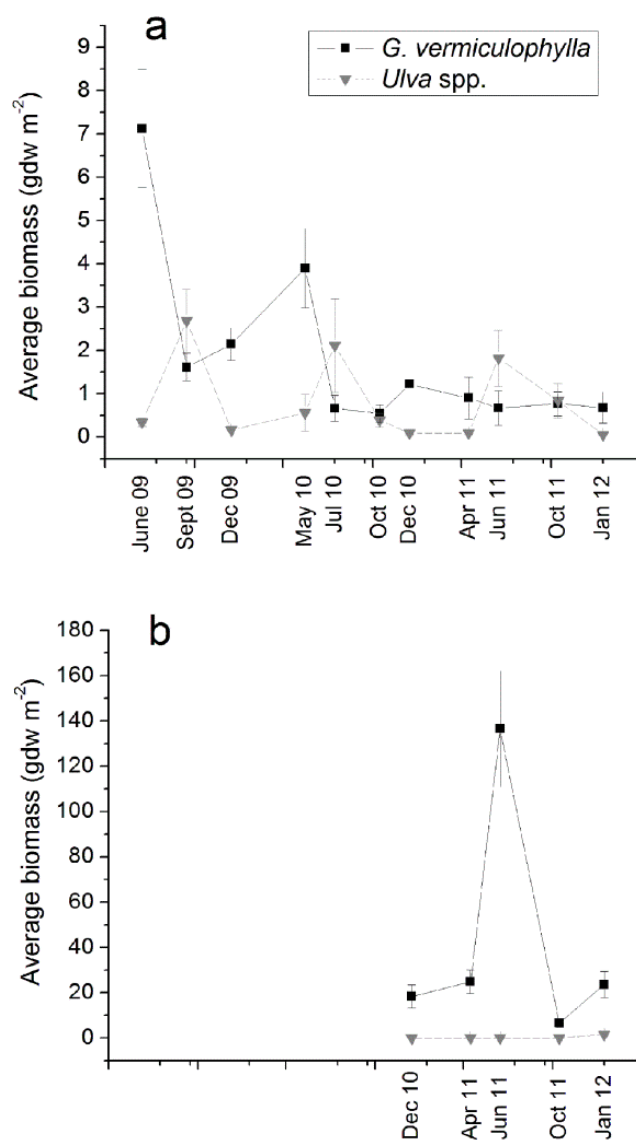 a
G. vermiculophylla
Ulva spp.
Average biomass (gdw m-2)
9
8
7
6
5
4
3
2
1
0
June 09
Sept 09
Dec 09
May 10
Jul 10
Oct 10
Dec 10
Apr 11
Jun 11
Oct 11
Jan 12
b
Average biomass (gdw m-2)
180
160
140
120
100
80
60
40
20
0
Dec 10
Apr 11
Jun 11
Oct 11
Jan 12